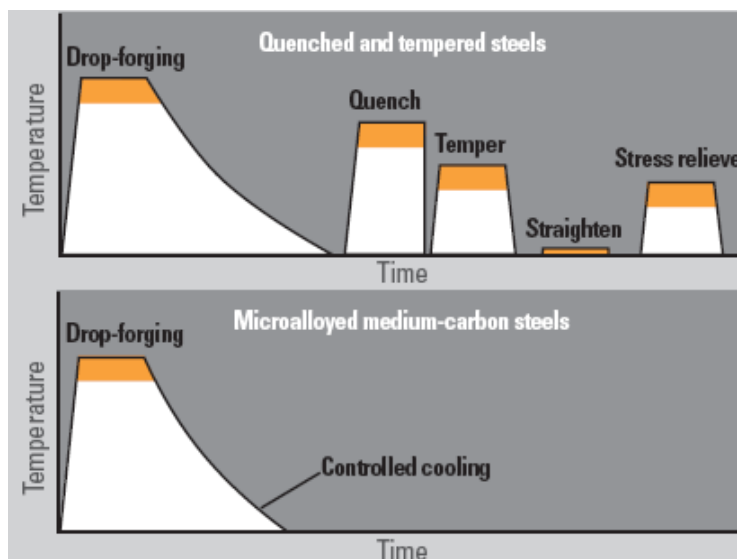 Quenched and tempered steels
Drop-forging
Quench
Temper
Straighten
Stress relieve
Temperature
Time
Microalloyed medium-carbon steels
Drop-forging
Controlled cooling
Temperature
Time